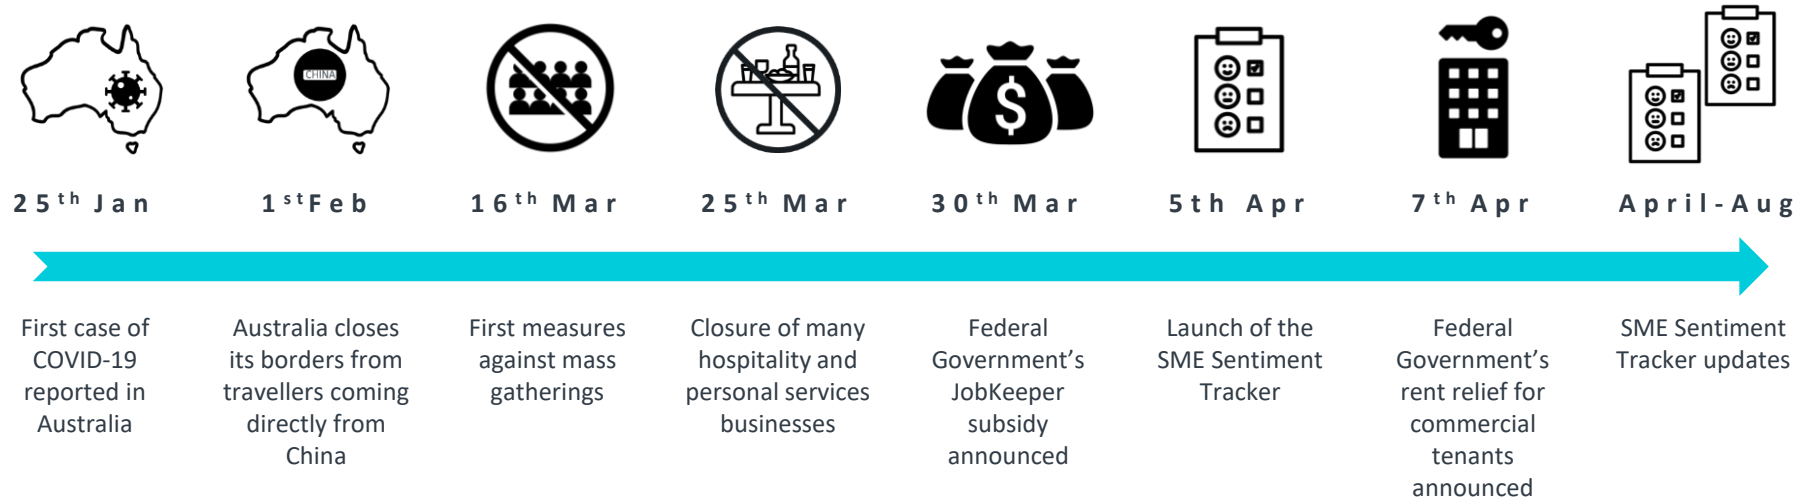 CHINA
$
25th Jan
1stFeb
16th Mar
25th Mar
30th Mar
5th Apr
7th Apr
April-Aug
First case of
COVID-19
reported in
Australia
Australia closes
its borders from
travellers coming
directly from
China
First measures
against mass
gatherings
Closure of many
hospitality and
personal services
businesses
Federal
Government’s
JobKeeper
subsidy
announced
Launch of the
SME Sentiment
Tracker
Federal
Government’s
rent relief for
commercial
tenants
announced
SME Sentiment
Tracker updates